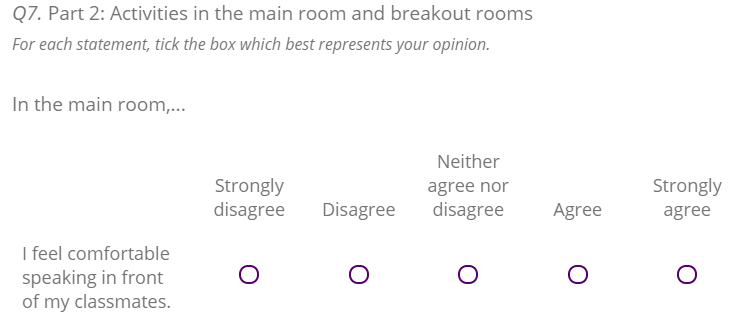 Q7. Part 2: Activities in the main room and breakout rooms
For each statement, tick the box which best represents your opinion.
In the main room,...
Strongly disagree
Disagree
Neither agree nor disagree
Agree
Strongly agree
I feel comfortable
speaking in front
of my classmates.